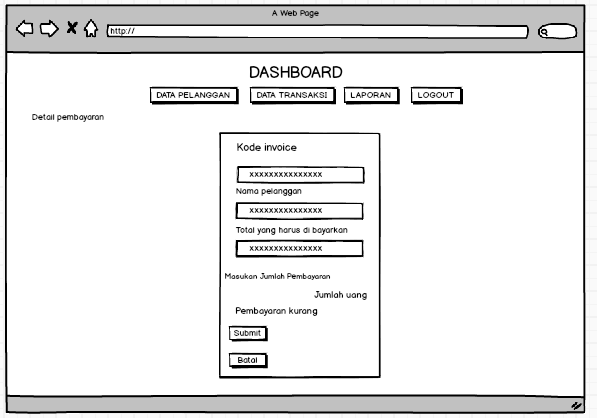 A Web Page
http://
DASHBOARD
DATA PELANGGAN DATA TRANSAKSI LAPORAN LOGOUT
Detail pembayaran
Kode invoice
xxxxxxxxxxxxxxx
Nama pelanggan
xxxxxxxxxxxxxxx
Total yang harus di bayarkan
xxxxxxxxxxxxxxx
Masukan Jumlah Pembayaran
Jumlah uang
Pembayaran kurang
Submit
Batal